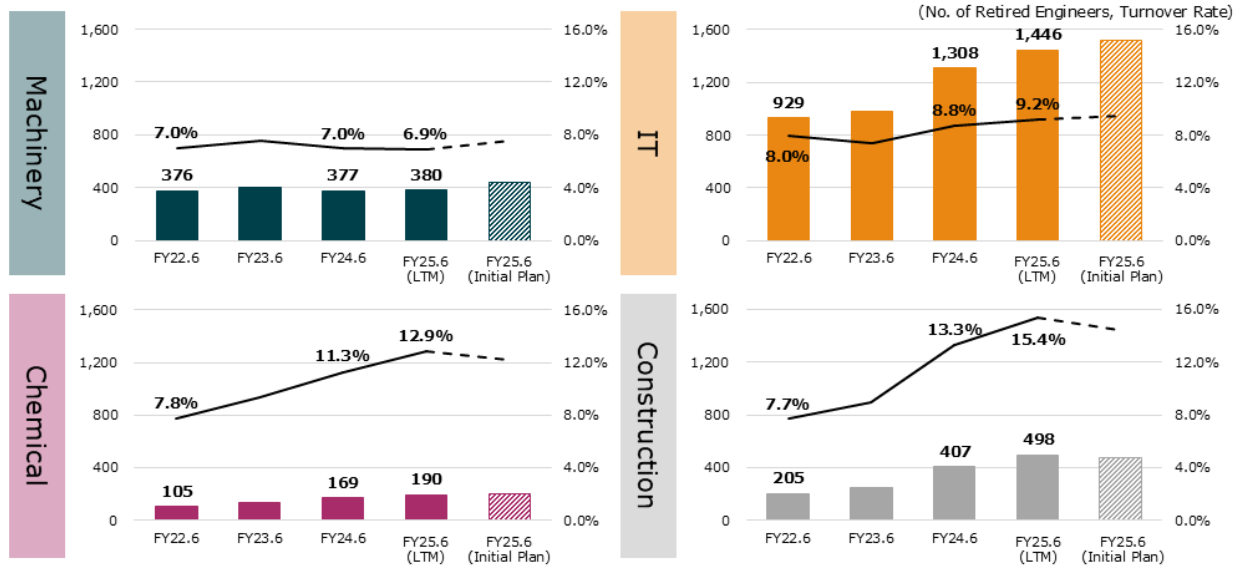 (No. of Retired Engineers, Turnover Rate)
Machinery
1,600
1,200
800
400
0
16.0%
12.0%
8.0%
4.0%
0.0%
7.0%
7.0%
6.9%
376
377
380
FY22.6
FY23.6
FY24.6
FY25.6
(LTM)
FY25.6
(Initial Plan)
IT
1,600
1,200
800
400
0
16.0%
12.0%
8.0%
4.0%
0.0%
929
1,308
1,446
8.0%
8.8%
9.2%
FY22.6
FY23.6
FY24.6
FY25.6
(LTM)
FY25.6
(Initial Plan)
Chemical
1,600
1,200
800
400
0
16.0%
12.0%
8.0%
4.0%
0.0%
7.8%
11.3%
12.9%
105
169
190
FY22.6
FY23.6
FY24.6
FY25.6
(LTM)
FY25.6
(Initial Plan)
Construction
1,600
1,200
800
400
0
16.0%
12.0%
8.0%
4.0%
0.0%
7.7%
13.3%
15.4%
205
407
498
FY22.6
FY23.6
FY24.6
FY25.6
(LTM)
FY25.6
(Initial Plan)